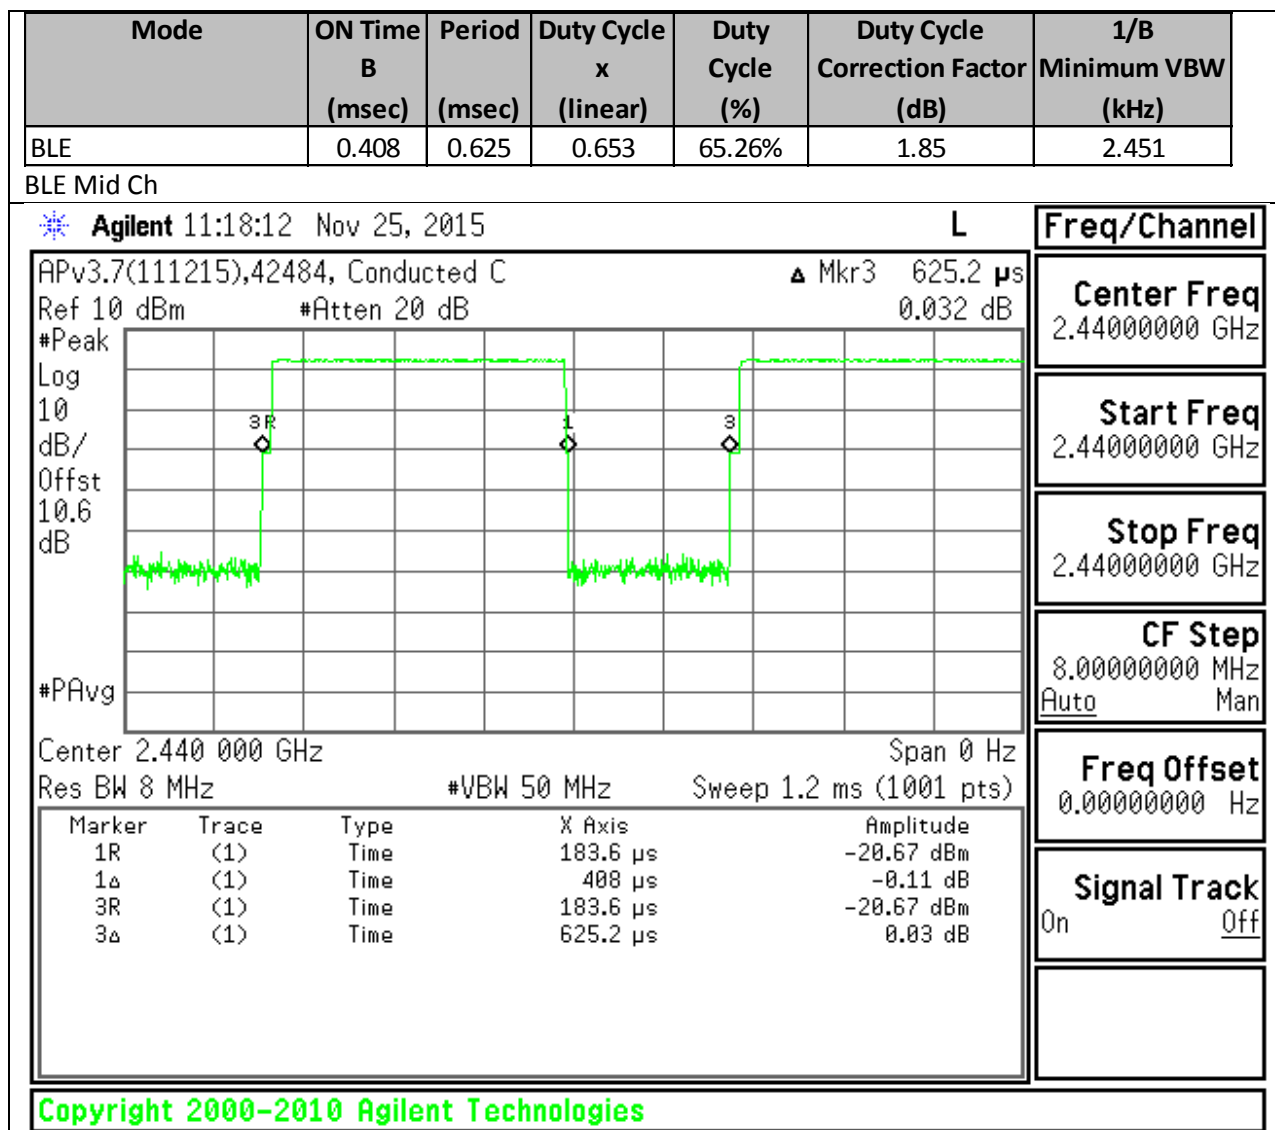 Mode ON Time Period Duty Cycle Duty Duty Cycle 1/B
B x Cycle Correction Factor Minimum VBW
(msec) (msec) (linear) (%) (dB) (kHz)
BLE 0.408 0.625 0.653 65.26% 1.85 2.451
BLE Mid Ch
Agilent 11:18:12 Nov 25, 2015 L
Freq/Channel
APv3.7(111215),42484, Conducted C Δ Mkr3 625.2 µs
Ref 10 dBm #Atten 20 dB 0.032 dB
#Peak
Log
10
dB/
Offst
10.6
dB
3R 1 3
#PAvg
Center 2.440 000 GHz Span 0 Hz
Res BW 8 MHz #VBW 50 MHz Sweep 1.2 ms (1001 pts)
Marker Trace Type X Axis Amplitude
1R (1) Time 183.6 µs -20.67 dBm
1Δ (1) Time 408 µs -0.11 dB
3R (1) Time 183.6 µs -20.67 dBm
3Δ (1) Time 625.2 µs 0.03 dB
Center Freq
2.44000000 GHz
Start Freq
2.44000000 GHz
Stop Freq
2.44000000 GHz
CF Step
8.00000000 MHz
Auto Man
Freq Offset
0.00000000 Hz
Signal Track
On Off
Copyright 2000-2010 Agilent Technologies